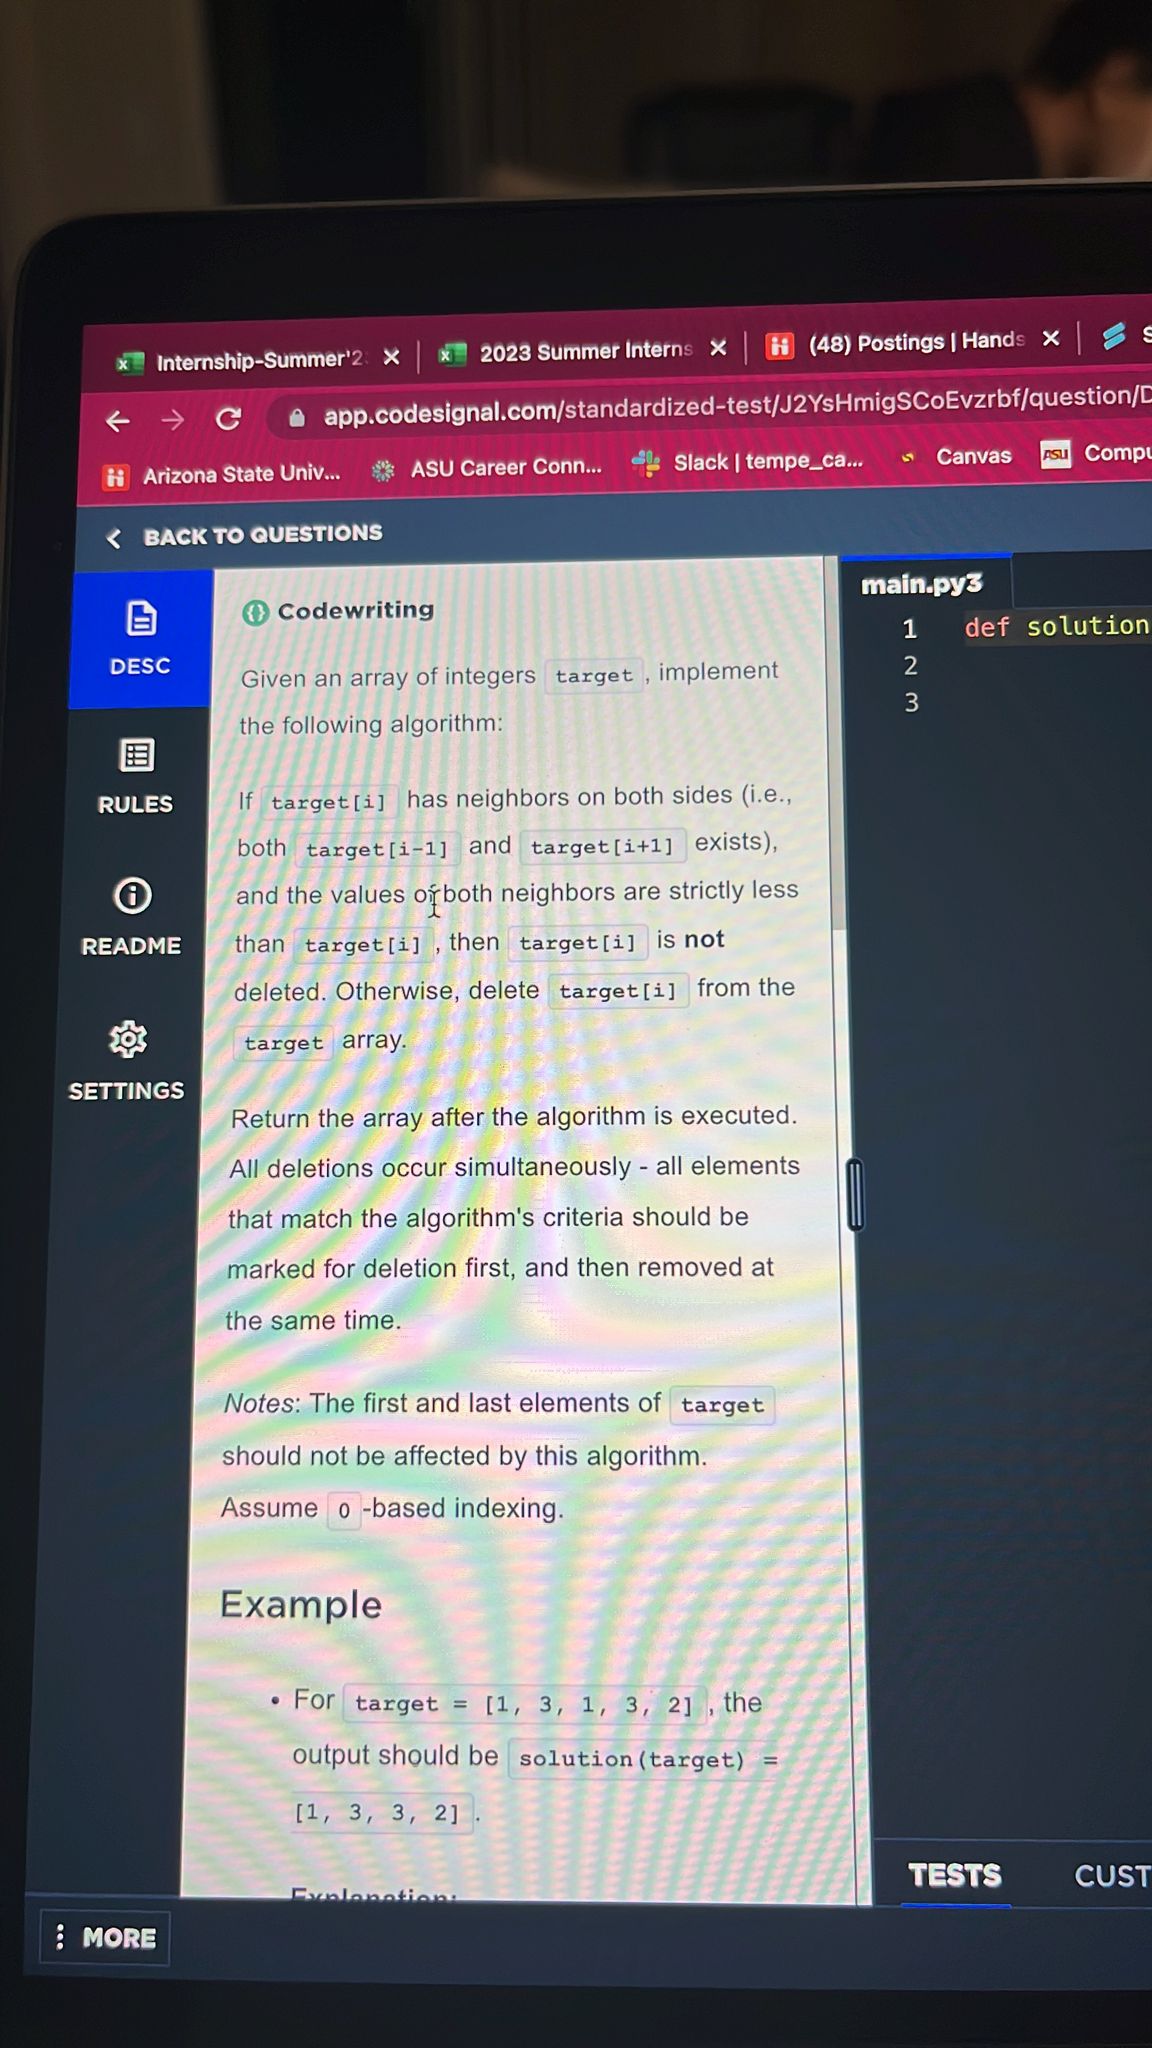 Internship-Summer'2
2023 Summer Interns
(48) Postings | Hands
app.codesignal.com/standardized-test/J2YsHmigSCoEvzrbf/question/D
Arizona State Univ...
ASU Career Conn...
Slack | tempe_ca...
Canvas
ASU
Compu
BACK TO QUESTIONS
DESC
RULES
README
SETTINGS
Codewriting
Given an array of integers target, implement
the following algorithm:
If target[i] has neighbors on both sides (i.e.,
both target[i-1] and target[i+1] exists),
and the values of both neighbors are strictly less
than target[i], then target[i] is not
deleted. Otherwise, delete target[i] from the
target array.
Return the array after the algorithm is executed.
All deletions occur simultaneously - all elements
that match the algorithm's criteria should be
marked for deletion first, and then removed at
the same time.
Notes: The first and last elements of target
should not be affected by this algorithm.
Assume 0-based indexing.
Example
• For target = [1, 3, 1, 3, 2], the
output should be solution(target) =
[1, 3, 3, 2].
Explanation:
main.py3
1 def solution
2
3
TESTS
CUST
MORE